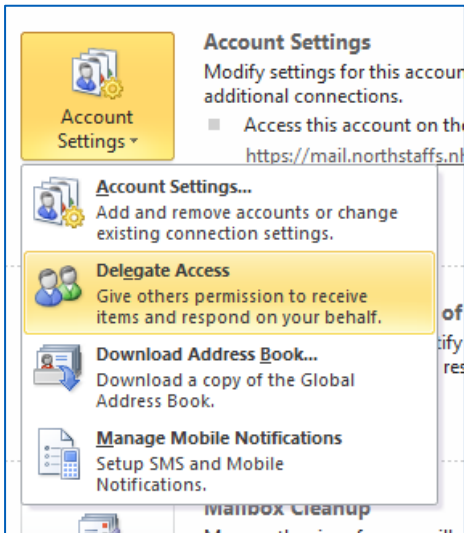 Account Settings
Modify settings for this accoun
additional connections.
Access this account on the
https://mail.northstaffs.nh
Account
Settings
Account Settings...
Add and remove accounts or change
existing connection settings.
Delegate Access
Give others permission to receive
items and respond on your behalf.
of
tify
res
Download Address Book...
Download a copy of the Global
Address Book.
Manage Mobile Notifications
Setup SMS and Mobile
Notifications.
Mailbox Cleanup